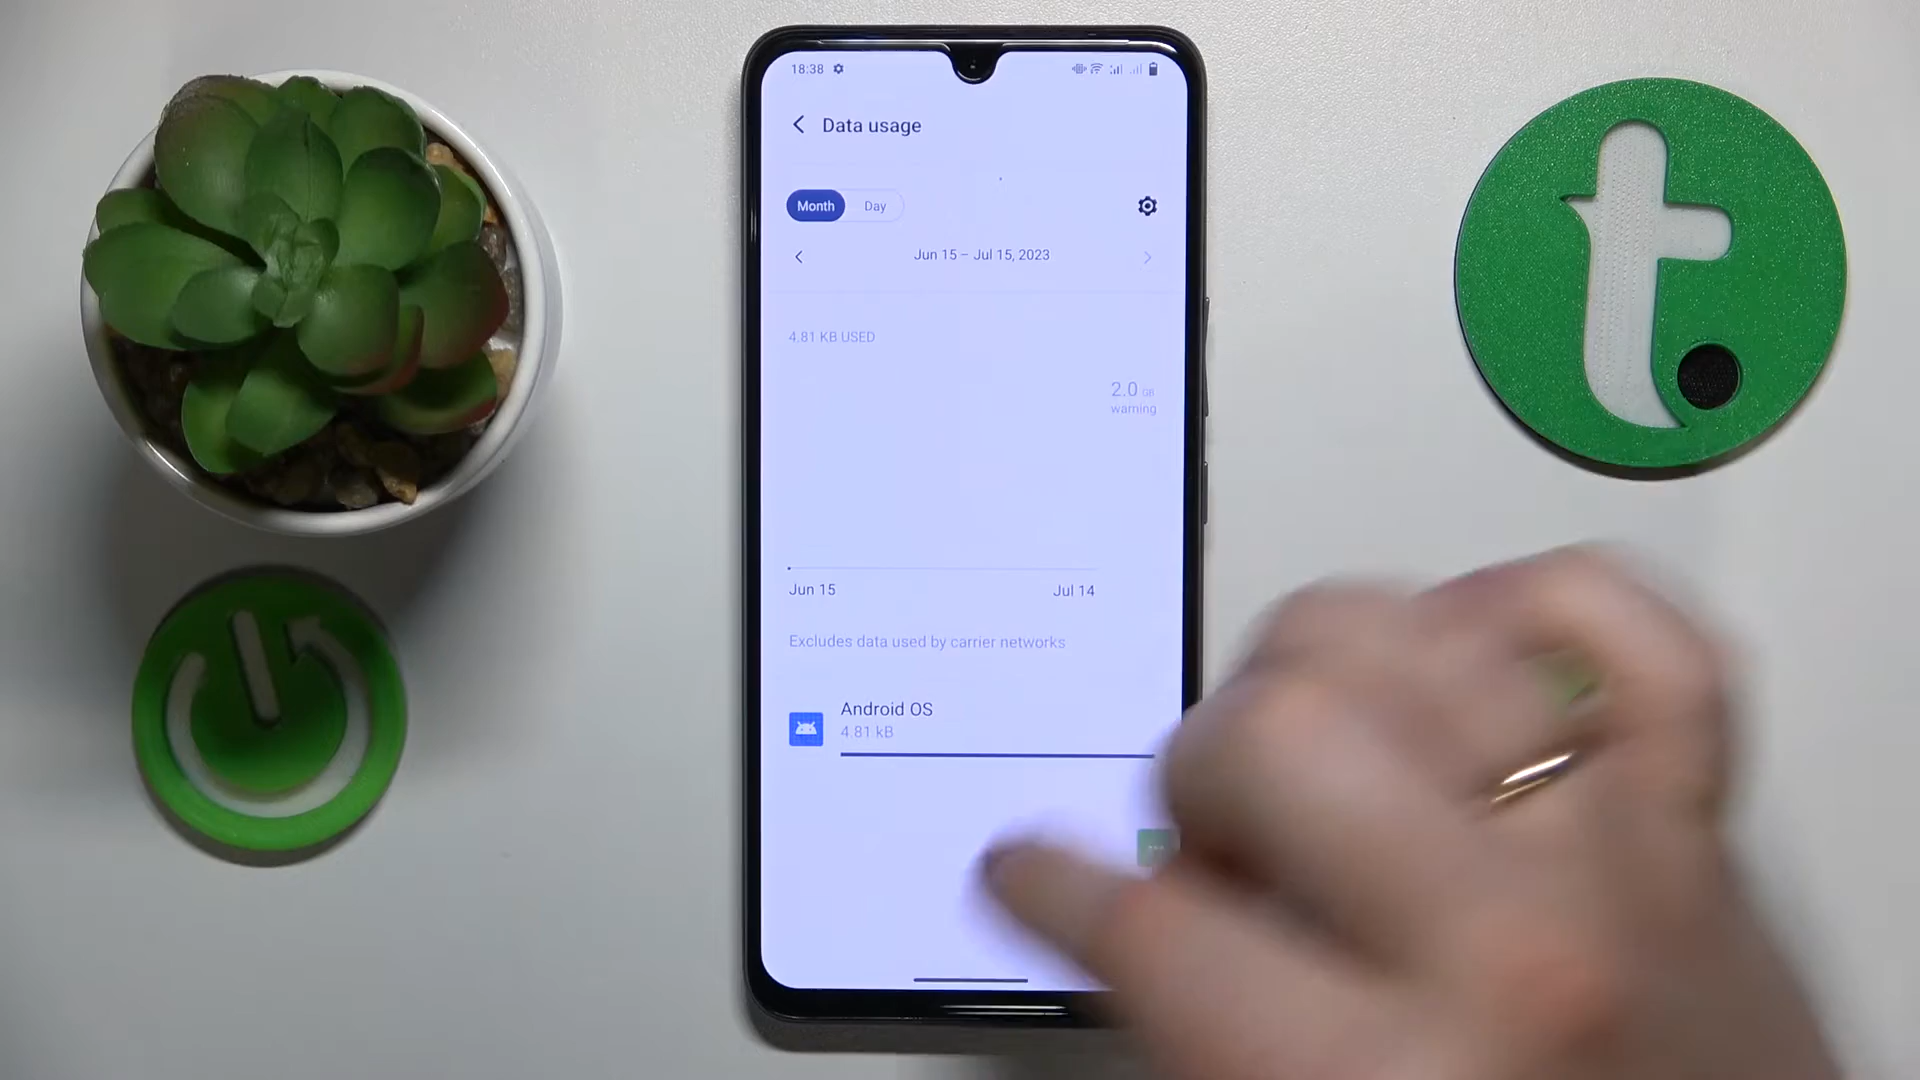 18:38
Data usage
Month Day
Jun 15 – Jul 15, 2023
4.81 KB USED
2.0 GB
warning
Jun 15 Jul 14
Excludes data used by carrier networks
Android OS
4.81 kB
t